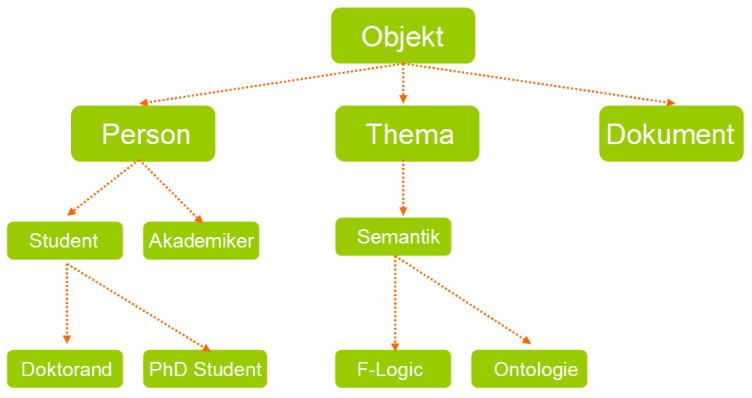 Objekt
Person
Thema
Dokument
Student
Akademiker
Semantik
Doktorand
PhD Student
F-Logic
Ontologie